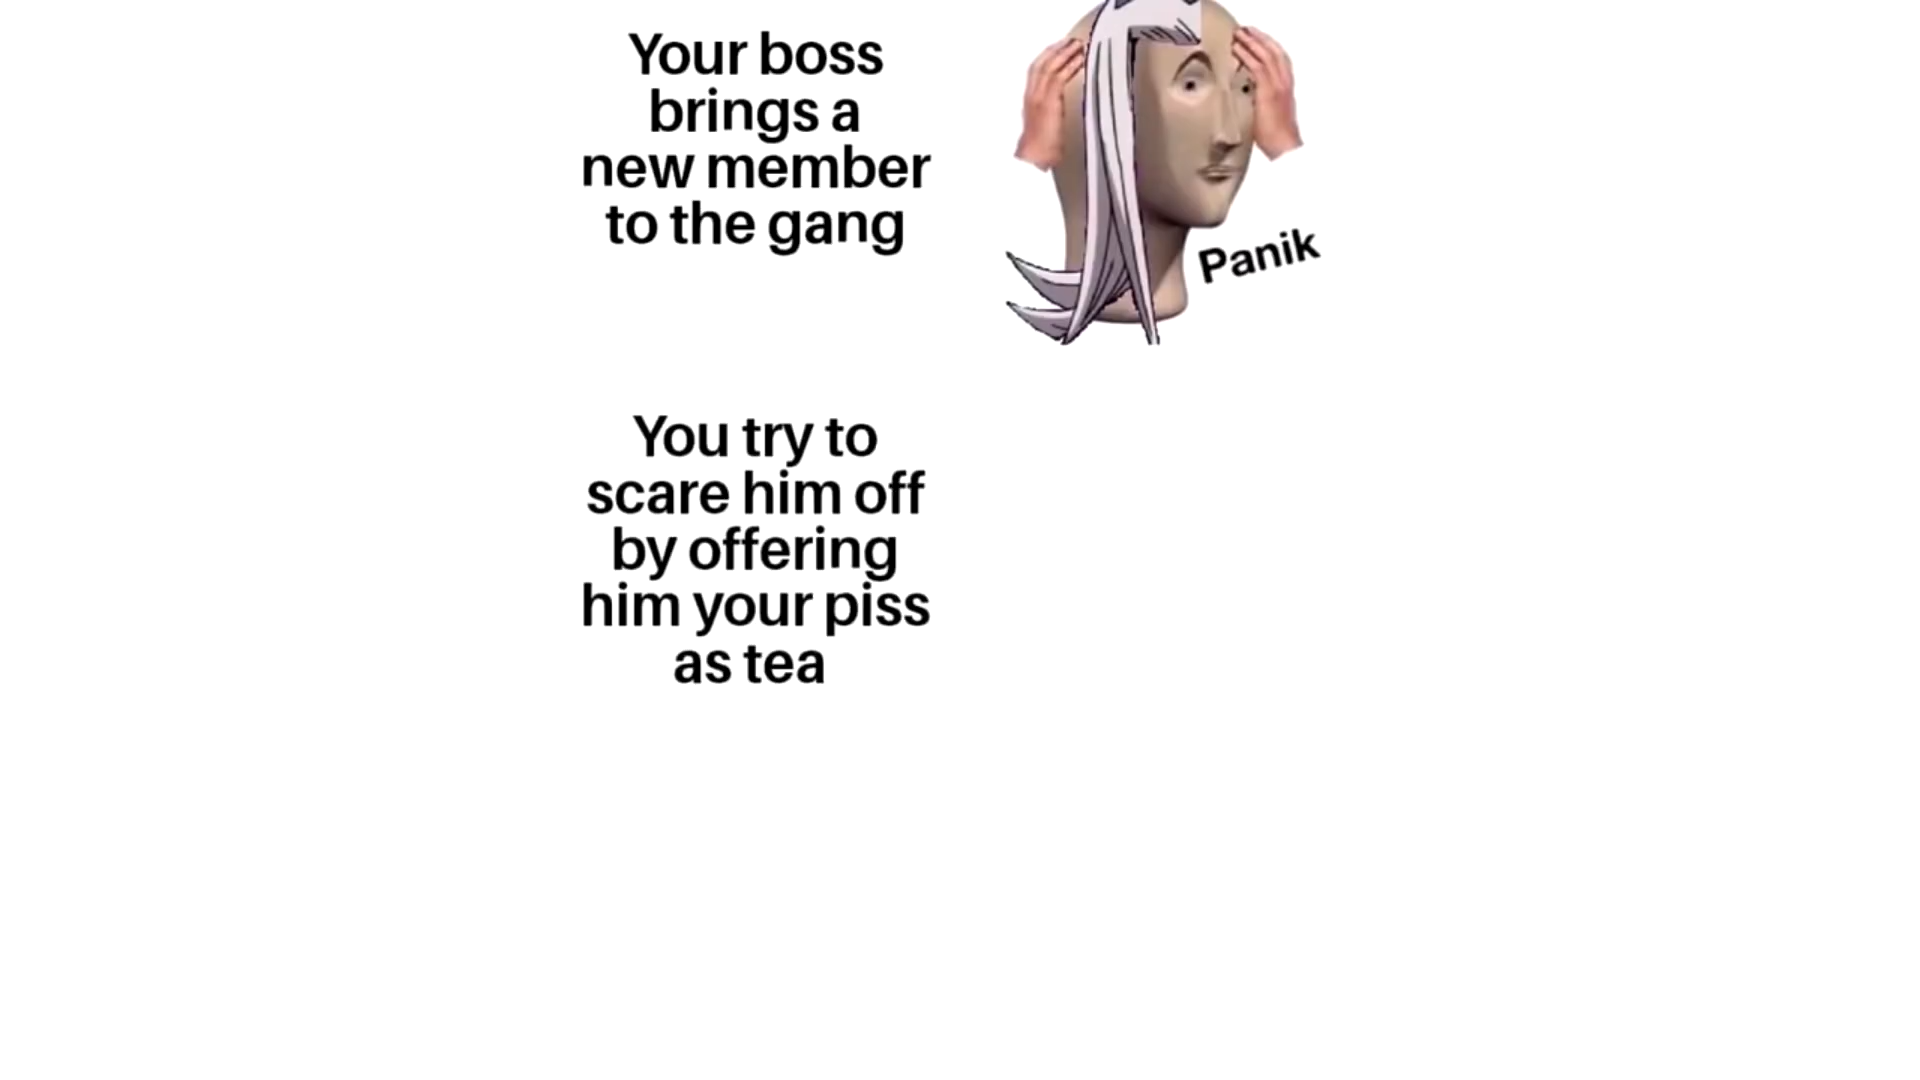 Your boss
brings a
new member
to the gang
Panik
You try to
scare him off
by offering
him your piss
as tea